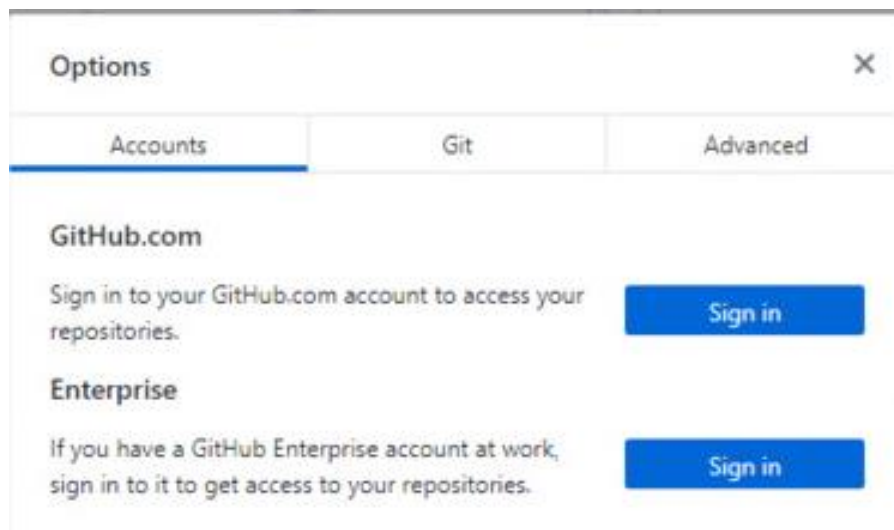 Options
Accounts Git Advanced
GitHub.com
Sign in to your GitHub.com account to access your
repositories.
Sign in
Enterprise
If you have a GitHub Enterprise account at work,
sign in to it to get access to your repositories.
Sign in